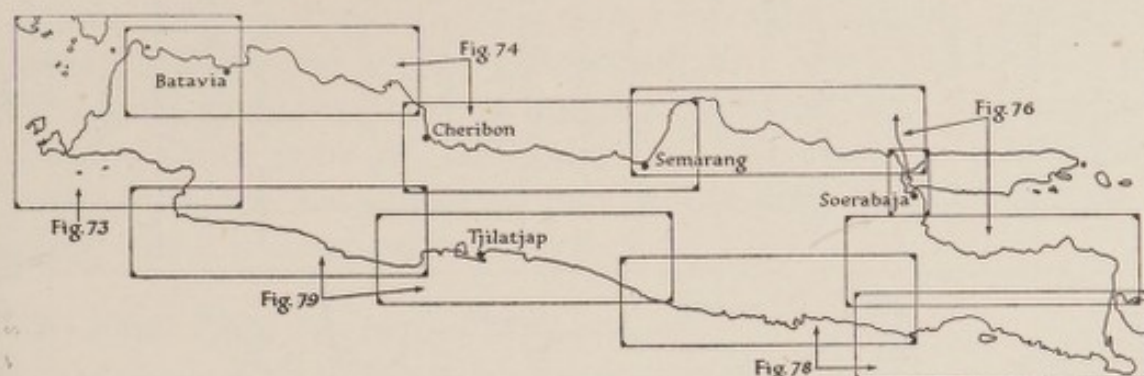 Fig. 74
Batavia
Fig. 76
Cheribon
Semarang
Soerabaja
Fig. 73
Tjilatjap
Fig. 79
Fig. 78